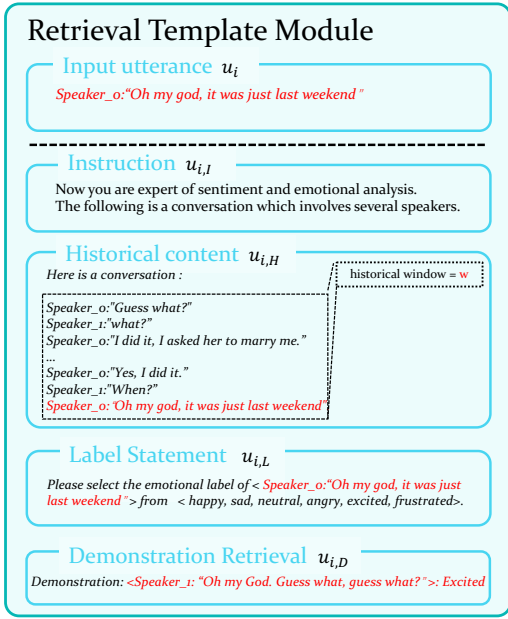 Retrieval Template Module
Input utterance u_i
Speaker_0:“Oh my god, it was just last weekend ”
Instruction u_{i,I}
Now you are expert of sentiment and emotional analysis.
The following is a conversation which involves several speakers.
Historical content u_{i,H}
Here is a conversation :
historical window = w
Speaker_0:"Guess what?"
Speaker_1:"what?”
Speaker_0:"I did it, I asked her to marry me.”
...
Speaker_0:"Yes, I did it.”
Speaker_1:"When?”
Speaker_0: “Oh my god, it was just last weekend"
Label Statement u_{i,L}
Please select the emotional label of < Speaker_0:“Oh my god, it was just
last weekend ” > from < happy, sad, neutral, angry, excited, frustrated>.
Demonstration Retrieval u_{i,D}
Demonstration: <Speaker_1: “Oh my God. Guess what, guess what? ” >: Excited